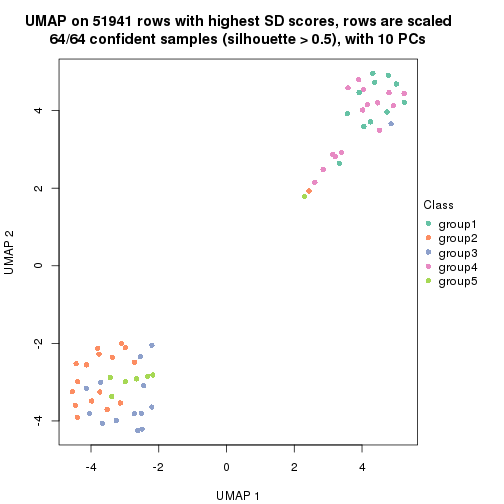 UMAP on 51941 rows with highest SD scores, rows are scaled
64/64 confident samples (silhouette > 0.5), with 10 PCs
4
2
0
-2
-4
UMAP 2
-4
-2
0
2
4
UMAP 1
Class
group1
group2
group3
group4
group5